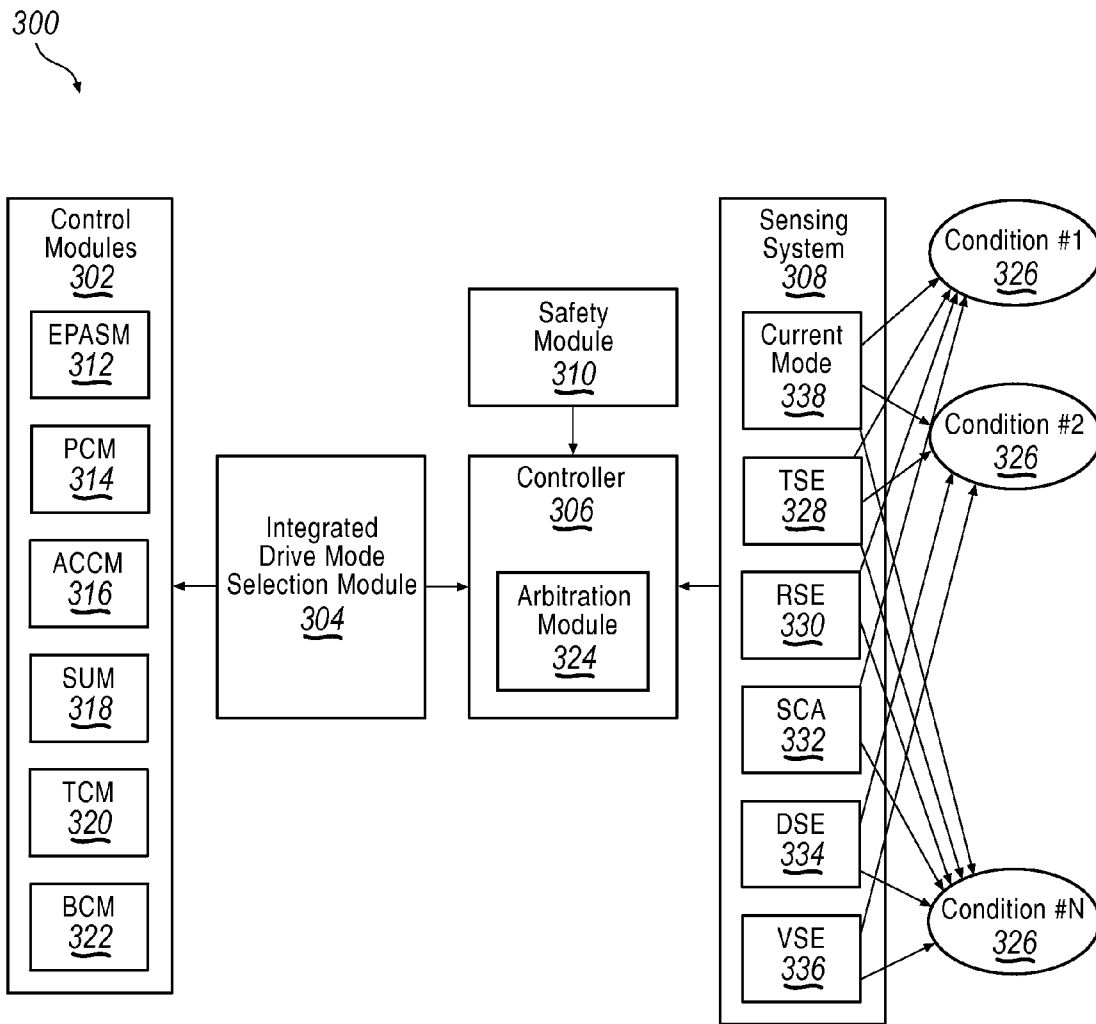 300
Control
Modules
302
EPASM
312
PCM
314
ACCM
316
SUM
318
TCM
320
BCM
322
Integrated
Drive Mode
Selection Module
304
Safety
Module
310
Controller
306
Arbitration
Module
324
Sensing
System
308
Current
Mode
338
TSE
328
RSE
330
SCA
332
DSE
334
VSE
336
Condition #1
326
Condition #2
326
Condition #N
326